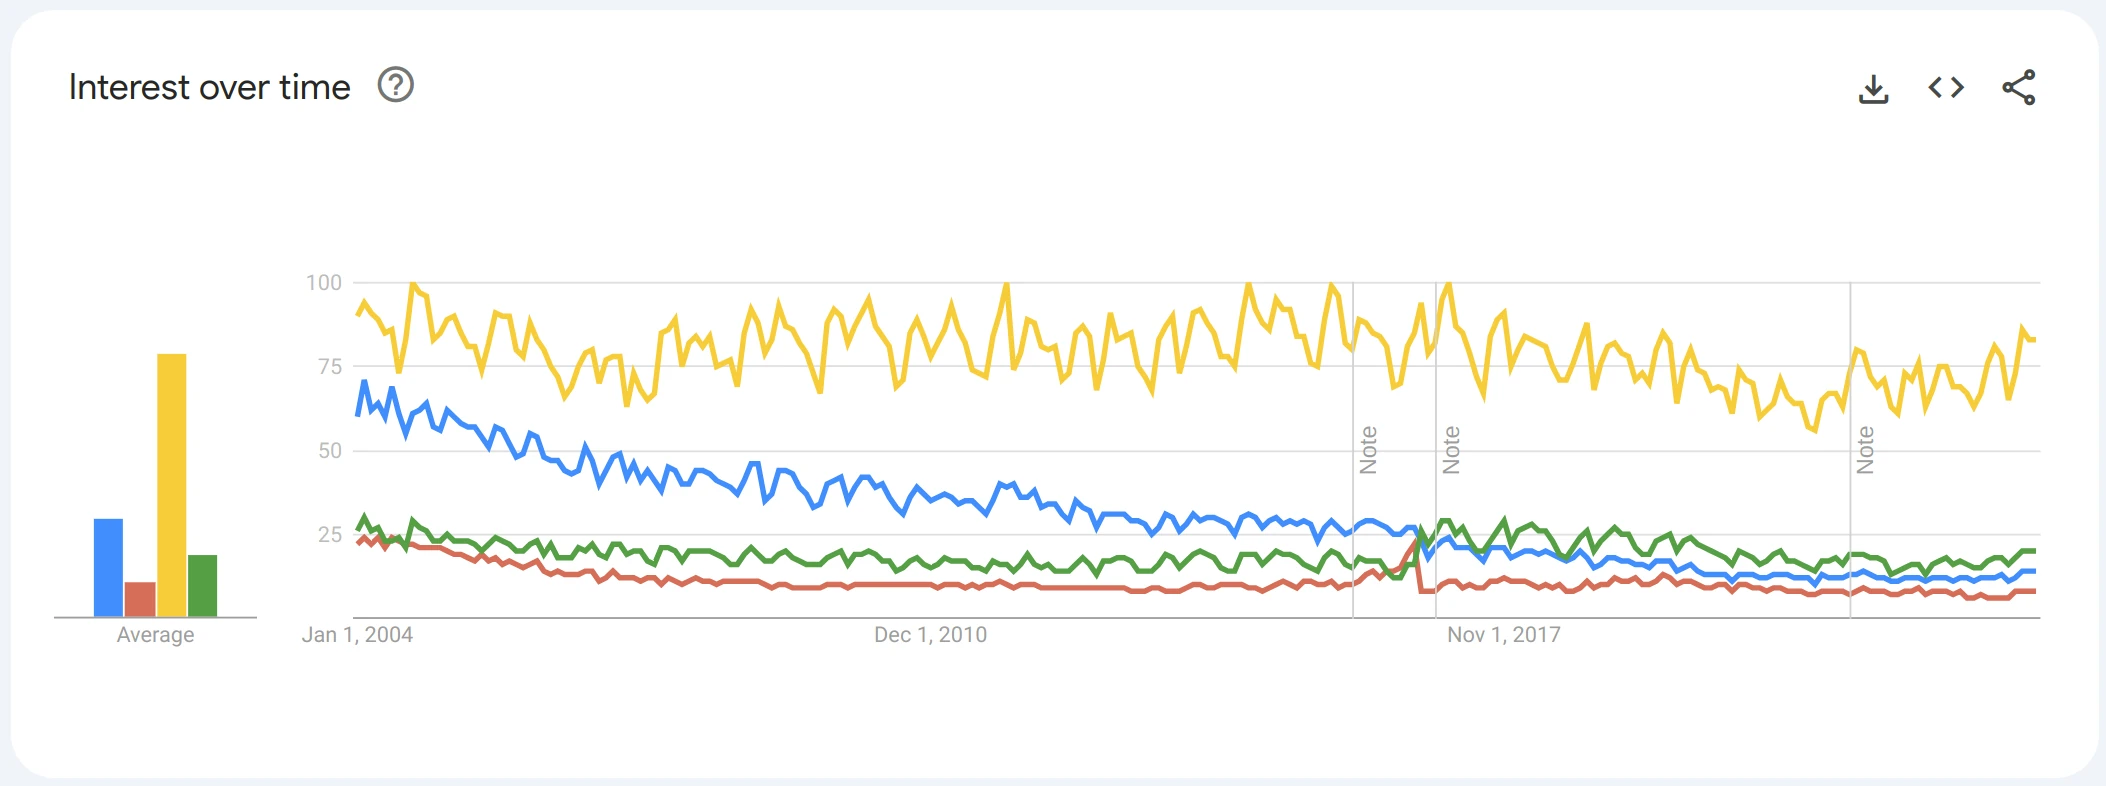 Interest over time
100
75
50
25
Note
Note
Note
Average
Jan 1, 2004
Dec 1, 2010
Nov 1, 2017